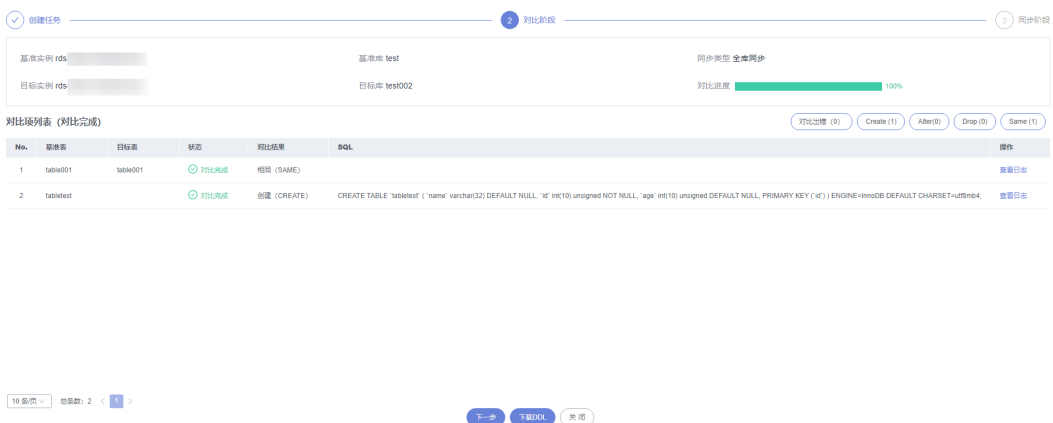 创建任务 2 对比阶段 3 同步阶段
基准实例 rds- 基准库 test 同步类型 全库同步
目标实例 rds- 目标库 test002 对比进度 100%
对比项列表（对比完成） 对比出错（0） Create (1) Alter(0) Drop (0) Same (1)
No. 基准表 目标表 状态 对比结果 SQL 操作
1 table001 table001 对比完成 相同（SAME） 查看日志
2 tabletest 对比完成 创建（CREATE） CREATE TABLE `tabletest` ( `name` varchar(32) DEFAULT NULL, `id` int(10) unsigned NOT NULL, `age` int(10) unsigned DEFAULT NULL, PRIMARY KEY (`id`) ) ENGINE=InnoDB DEFAULT CHARSET=utf8mb4; 查看日志
10 条/页 总条数：2 < 1 >
下一步 下载DDL 关 闭